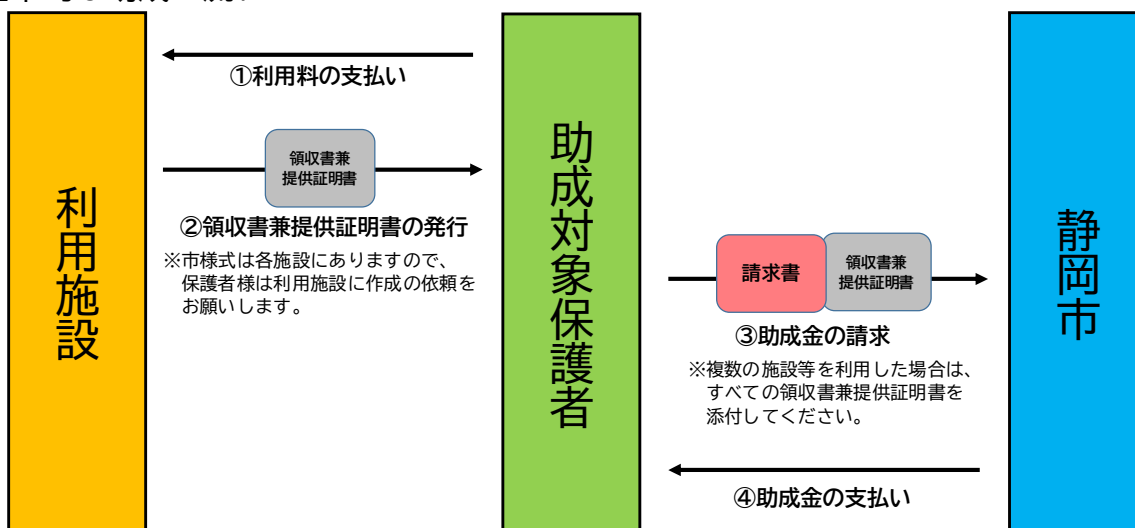 利用施設
①利用料の支払い
領収書兼
提供証明書
②領収書兼提供証明書の発行
※市様式は各施設にありますので、
保護者様は利用施設に作成の依頼を
お願いします。
助成対象保護者
請求書
領収書兼
提供証明書
③助成金の請求
※複数の施設等を利用した場合は、
すべての領収書兼提供証明書を
添付してください。
④助成金の支払い
静岡市